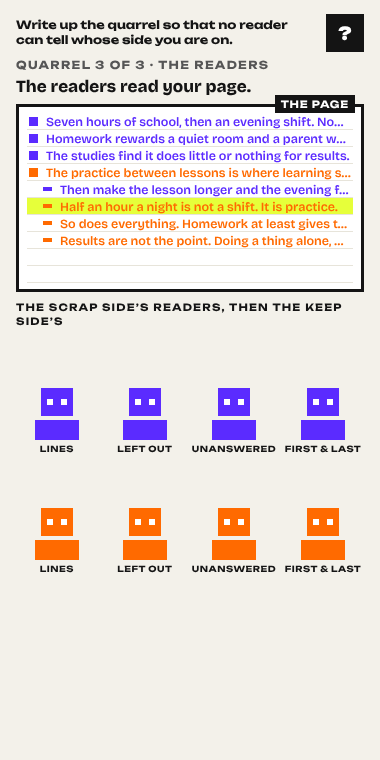 Write up the quarrel so that no reader
can tell whose side you are on.
?
QUARREL 3 OF 3 · THE READERS
The readers read your page.
THE PAGE
Seven hours of school, then an evening shift. No...
Homework rewards a quiet room and a parent w...
The studies find it does little or nothing for results.
The practice between lessons is where learning s...
Then make the lesson longer and the evening f...
Half an hour a night is not a shift. It is practice.
So does everything. Homework at least gives t...
Results are not the point. Doing a thing alone, ...
THE SCRAP SIDE'S READERS, THEN THE KEEP
SIDE'S
LINES LEFT OUT UNANSWERED FIRST & LAST
LINES LEFT OUT UNANSWERED FIRST & LAST